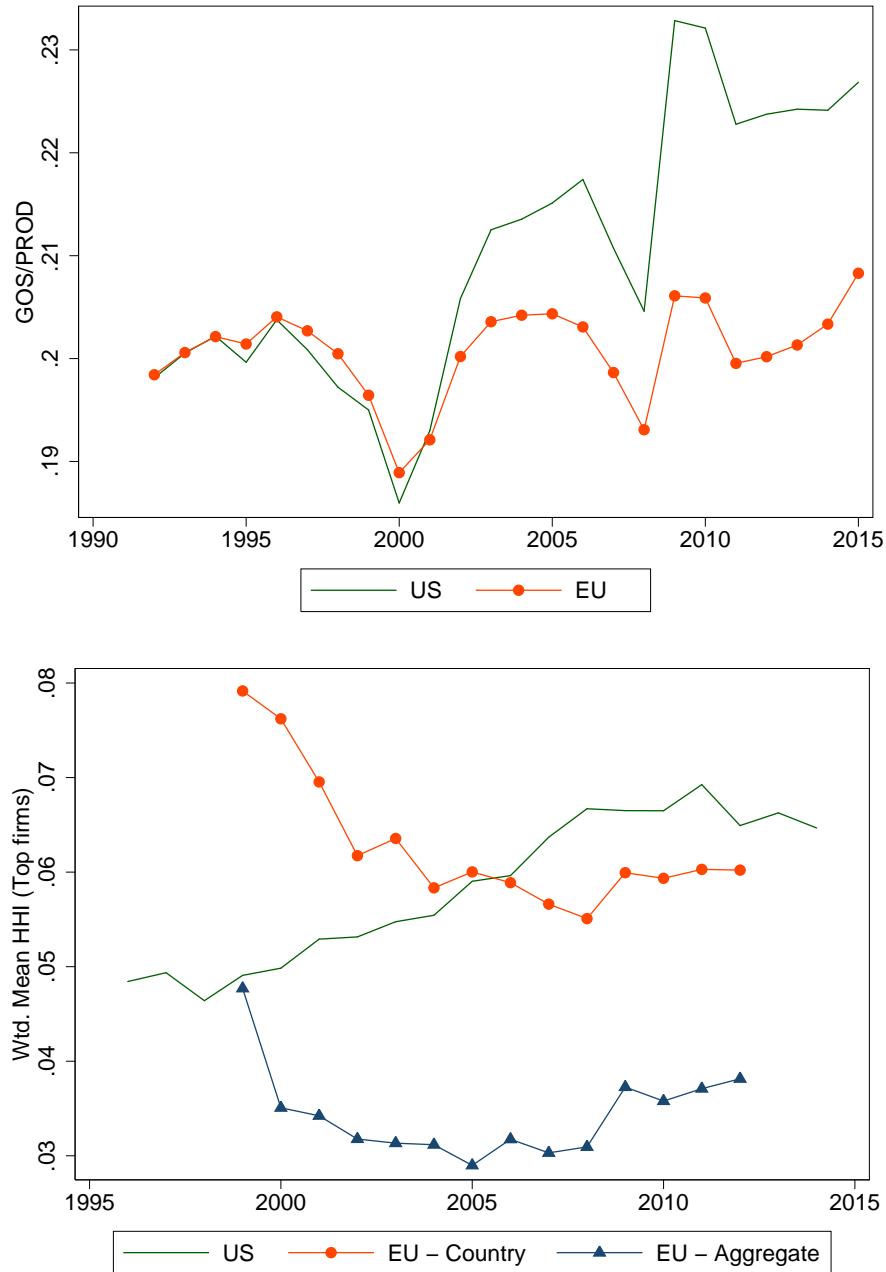 GOS/PROD
.23
.22
.21
.2
.19
1990 1995 2000 2005 2010 2015
US EU
Wtd. Mean HHI (Top firms)
.08
.07
.06
.05
.04
.03
1995 2000 2005 2010 2015
US EU − Country EU − Aggregate